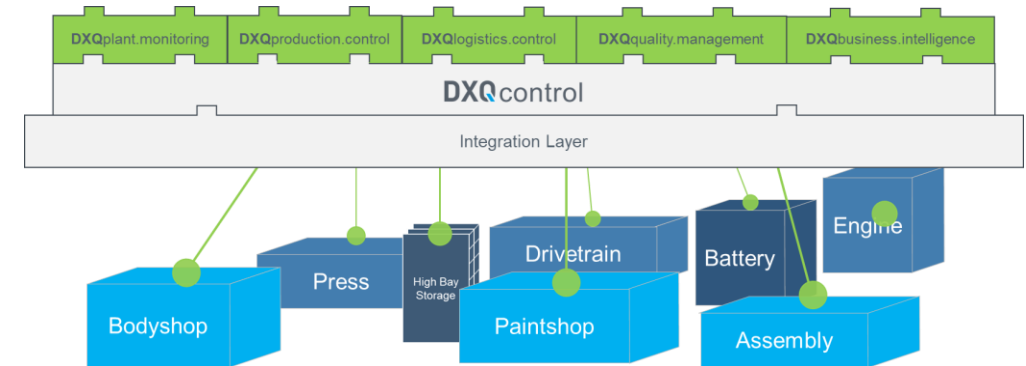 DXQplant.monitoring
DXQproduction.control
DXQlogistics.control
DXQquality.management
DXQbusiness.intelligence
DXQcontrol
Integration Layer
Engine
Drivetrain
Battery
Press
High Bay
Storage
Bodyshop
Paintshop
Assembly